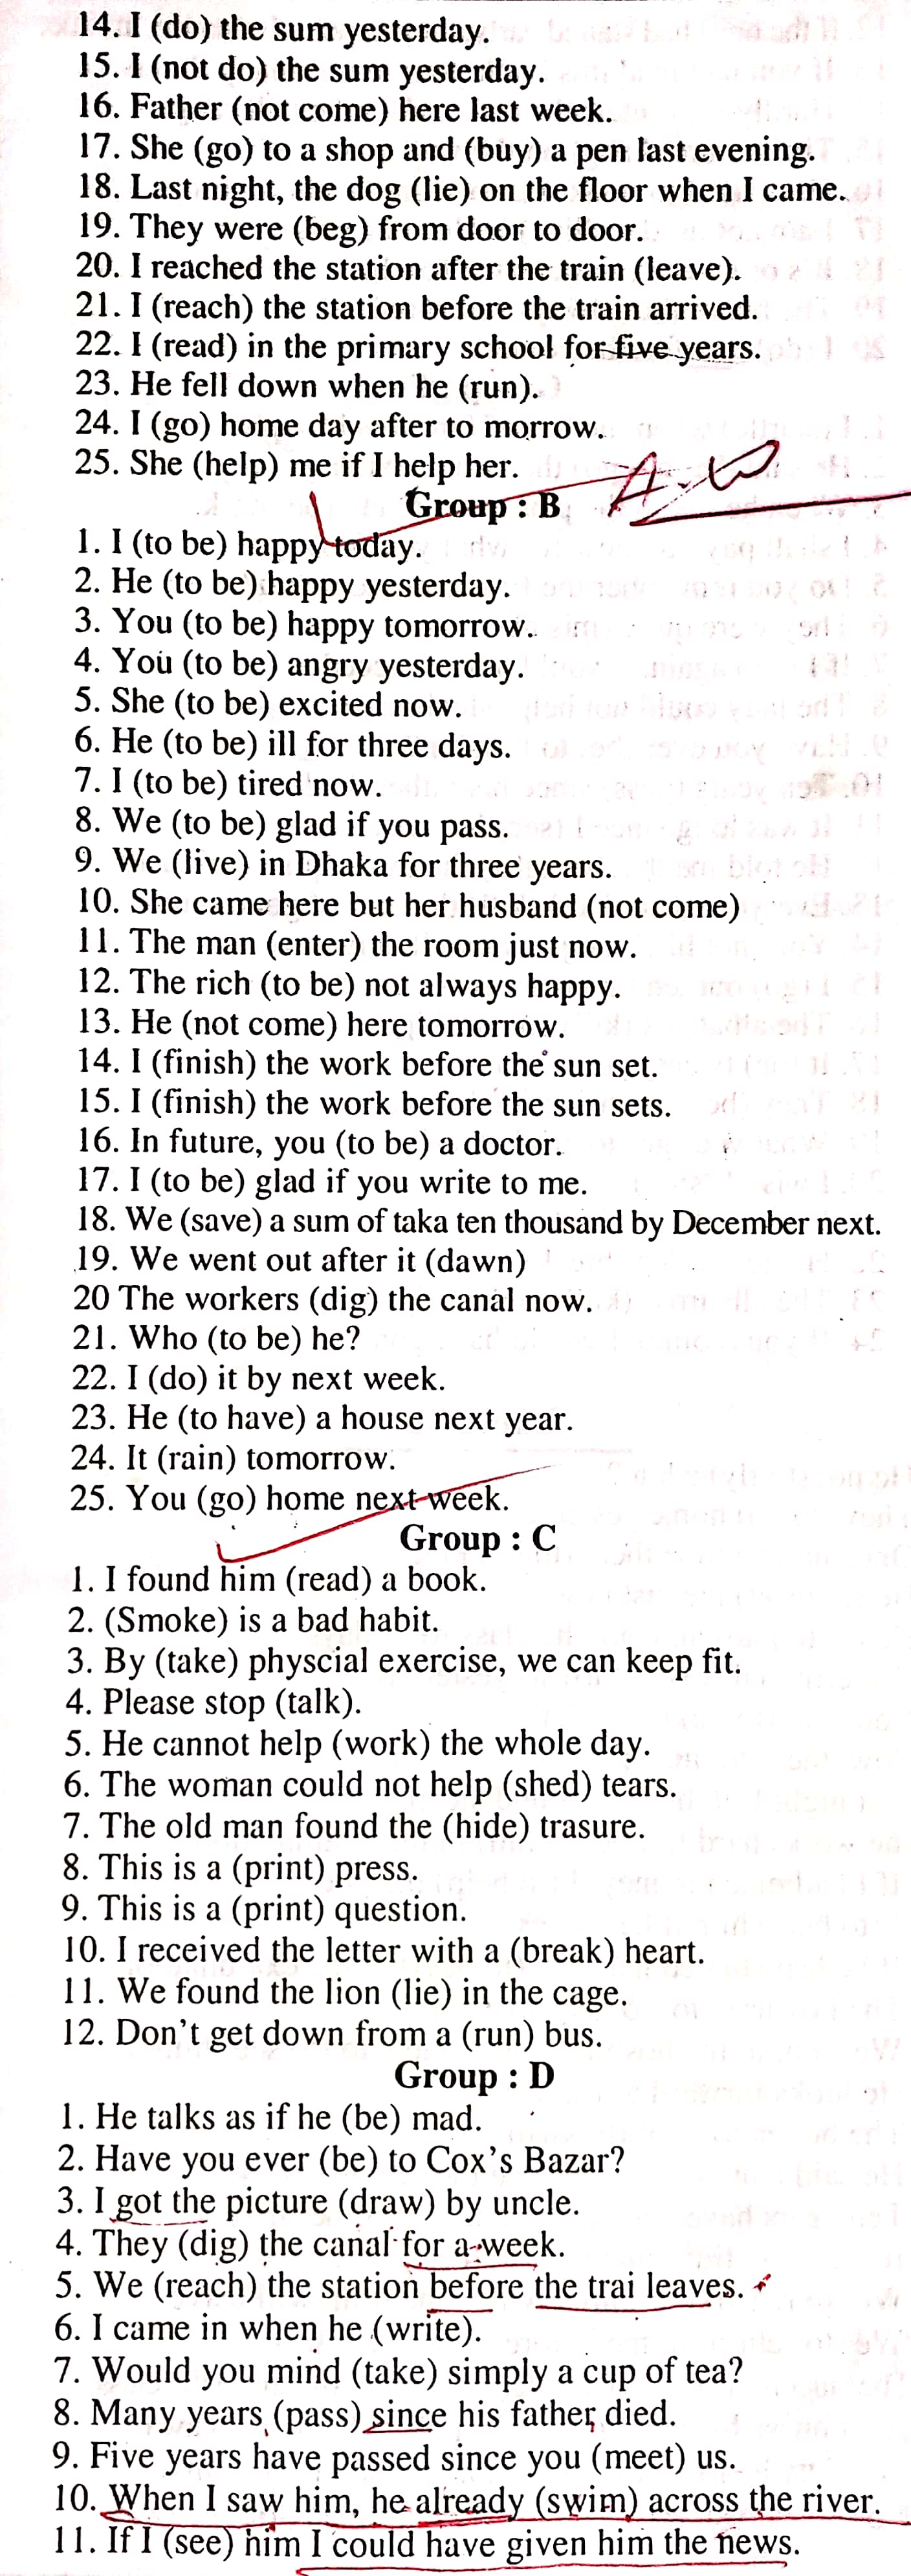 14. I (do) the sum yesterday.
15. I (not do) the sum yesterday.
16. Father (not come) here last week.
17. She (go) to a shop and (buy) a pen last evening.
18. Last night, the dog (lie) on the floor when I came.
19. They were (beg) from door to door.
20. I reached the station after the train (leave).
21. I (reach) the station before the train arrived.
22. I (read) in the primary school for five years.
23. He fell down when he (run).
24. I (go) home day after to morrow.
25. She (help) me if I help her.
Group : B
1. I (to be) happy today.
2. He (to be) happy yesterday.
3. You (to be) happy tomorrow.
4. You (to be) angry yesterday.
5. She (to be) excited now.
6. He (to be) ill for three days.
7. I (to be) tired now.
8. We (to be) glad if you pass.
9. We (live) in Dhaka for three years.
10. She came here but her husband (not come)
11. The man (enter) the room just now.
12. The rich (to be) not always happy.
13. He (not come) here tomorrow.
14. I (finish) the work before the sun set.
15. I (finish) the work before the sun sets.
16. In future, you (to be) a doctor.
17. I (to be) glad if you write to me.
18. We (save) a sum of taka ten thousand by December next.
19. We went out after it (dawn)
20 The workers (dig) the canal now.
21. Who (to be) he?
22. I (do) it by next week.
23. He (to have) a house next year.
24. It (rain) tomorrow.
25. You (go) home next week.
Group : C
1. I found him (read) a book.
2. (Smoke) is a bad habit.
3. By (take) physcial exercise, we can keep fit.
4. Please stop (talk).
5. He cannot help (work) the whole day.
6. The woman could not help (shed) tears.
7. The old man found the (hide) trasure.
8. This is a (print) press.
9. This is a (print) question.
10. I received the letter with a (break) heart.
11. We found the lion (lie) in the cage.
12. Don't get down from a (run) bus.
Group : D
1. He talks as if he (be) mad.
2. Have you ever (be) to Cox's Bazar?
3. I got the picture (draw) by uncle.
4. They (dig) the canal for a week.
5. We (reach) the station before the trai leaves.
6. I came in when he (write).
7. Would you mind (take) simply a cup of tea?
8. Many years (pass) since his father died.
9. Five years have passed since you (meet) us.
10. When I saw him, he already (swim) across the river.
11. If I (see) him I could have given him the news.